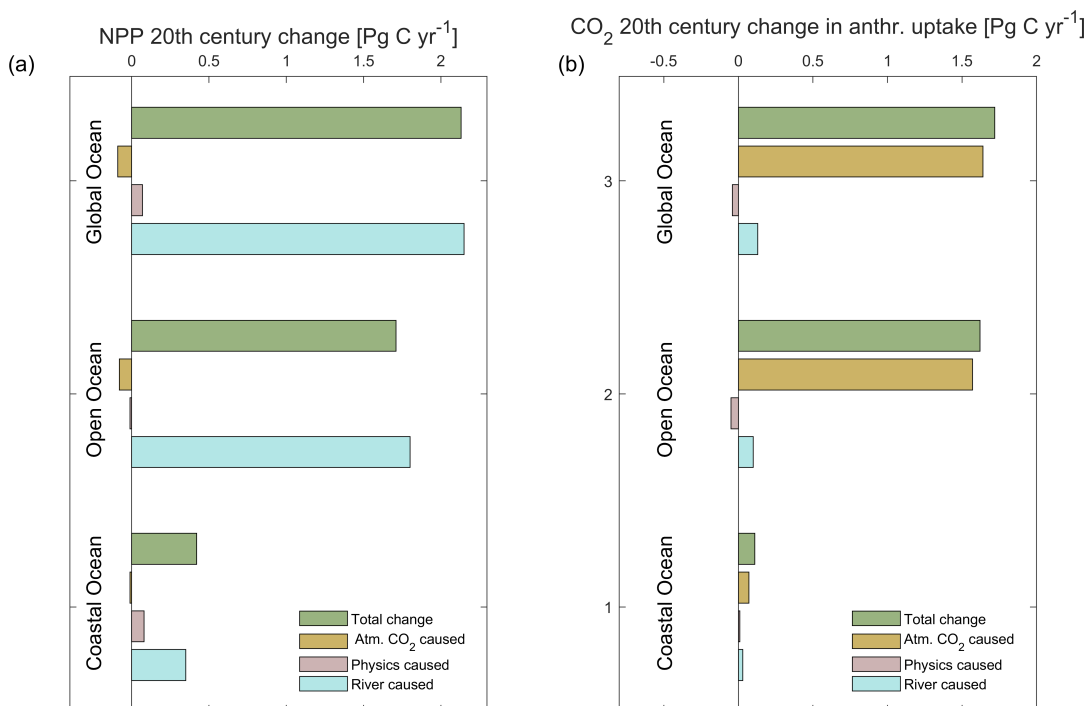 NPP 20th century change [Pg C yr-1]
(a)
0 0.5 1 1.5 2
Global Ocean
Open Ocean
Coastal Ocean
Total change
Atm. CO2 caused
Physics caused
River caused
CO2 20th century change in anthr. uptake [Pg C yr-1]
(b)
-0.5 0 0.5 1 1.5 2
3
Global Ocean
2
Open Ocean
1
Coastal Ocean
Total change
Atm. CO2 caused
Physics caused
River caused